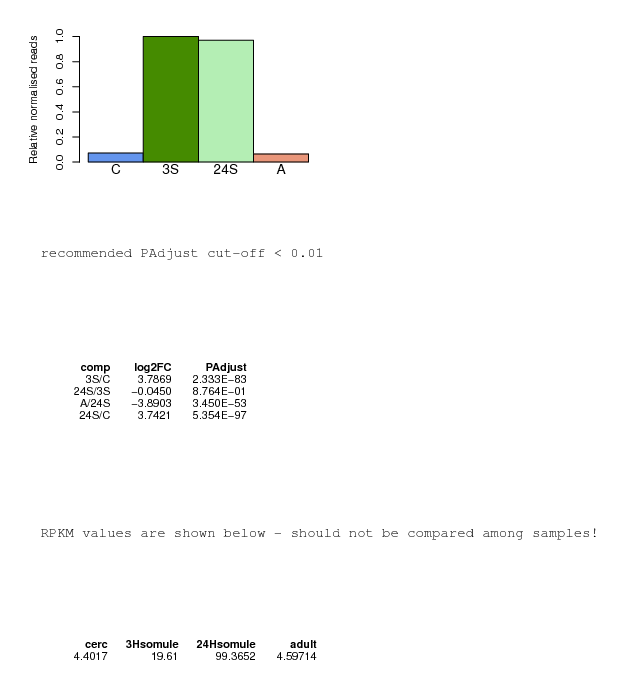 Relative normalised reads
1.0
0.8
0.6
0.4
0.2
0.0
C 3S 24S A
recommended PAdjust cut-off < 0.01
comp log2FC PAdjust
3S/C 3.7869 2.333E-83
24S/3S -0.0450 8.764E-01
A/24S -3.8903 3.450E-53
24S/C 3.7421 5.354E-97
RPKM values are shown below - should not be compared among samples!
cerc 3Hsomule 24Hsomule adult
4.4017 19.61 99.3652 4.59714